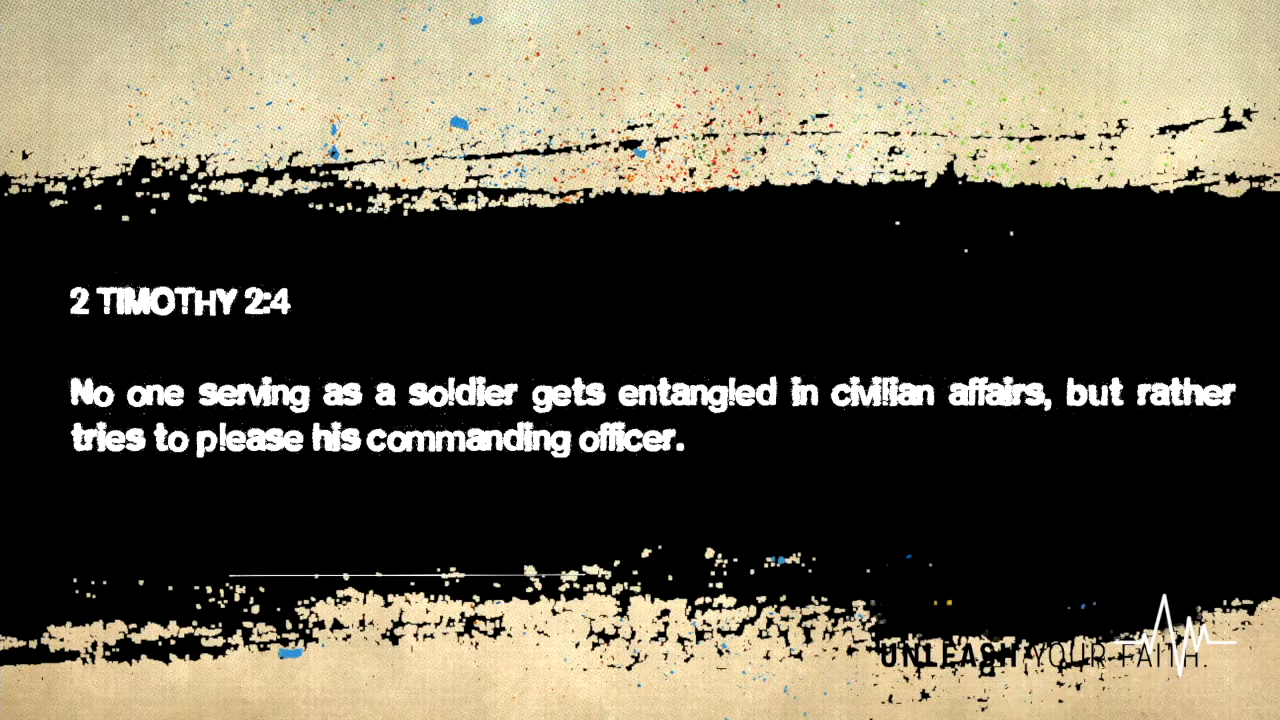 2 TIMOTHY 2:4
No one serving as a soldier gets entangled in civilian affairs, but rather
tries to please his commanding officer.
UNLEASH YOUR FAITH.